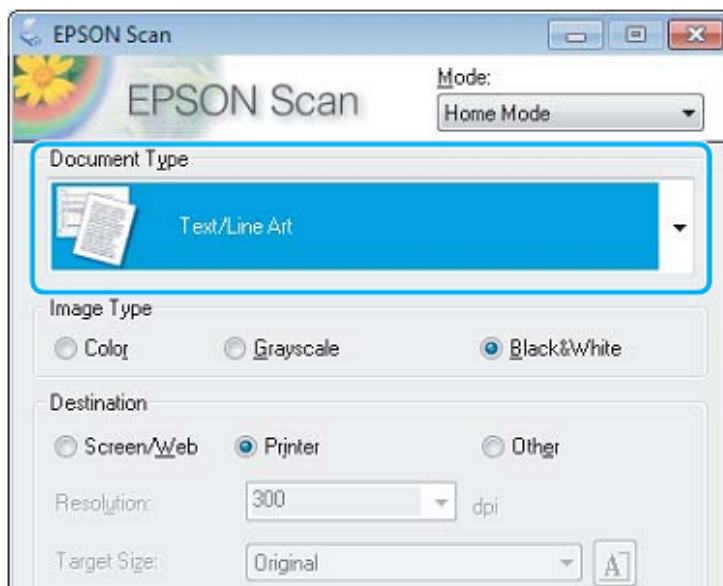 EPSON Scan
EPSON Scan
Mode:
Home Mode
Document Type
Text/Line Art
Image Type
Color Grayscale Black&White
Destination
Screen/Web Printer Other
Resolution: 300 dpi
Target Size: Original A